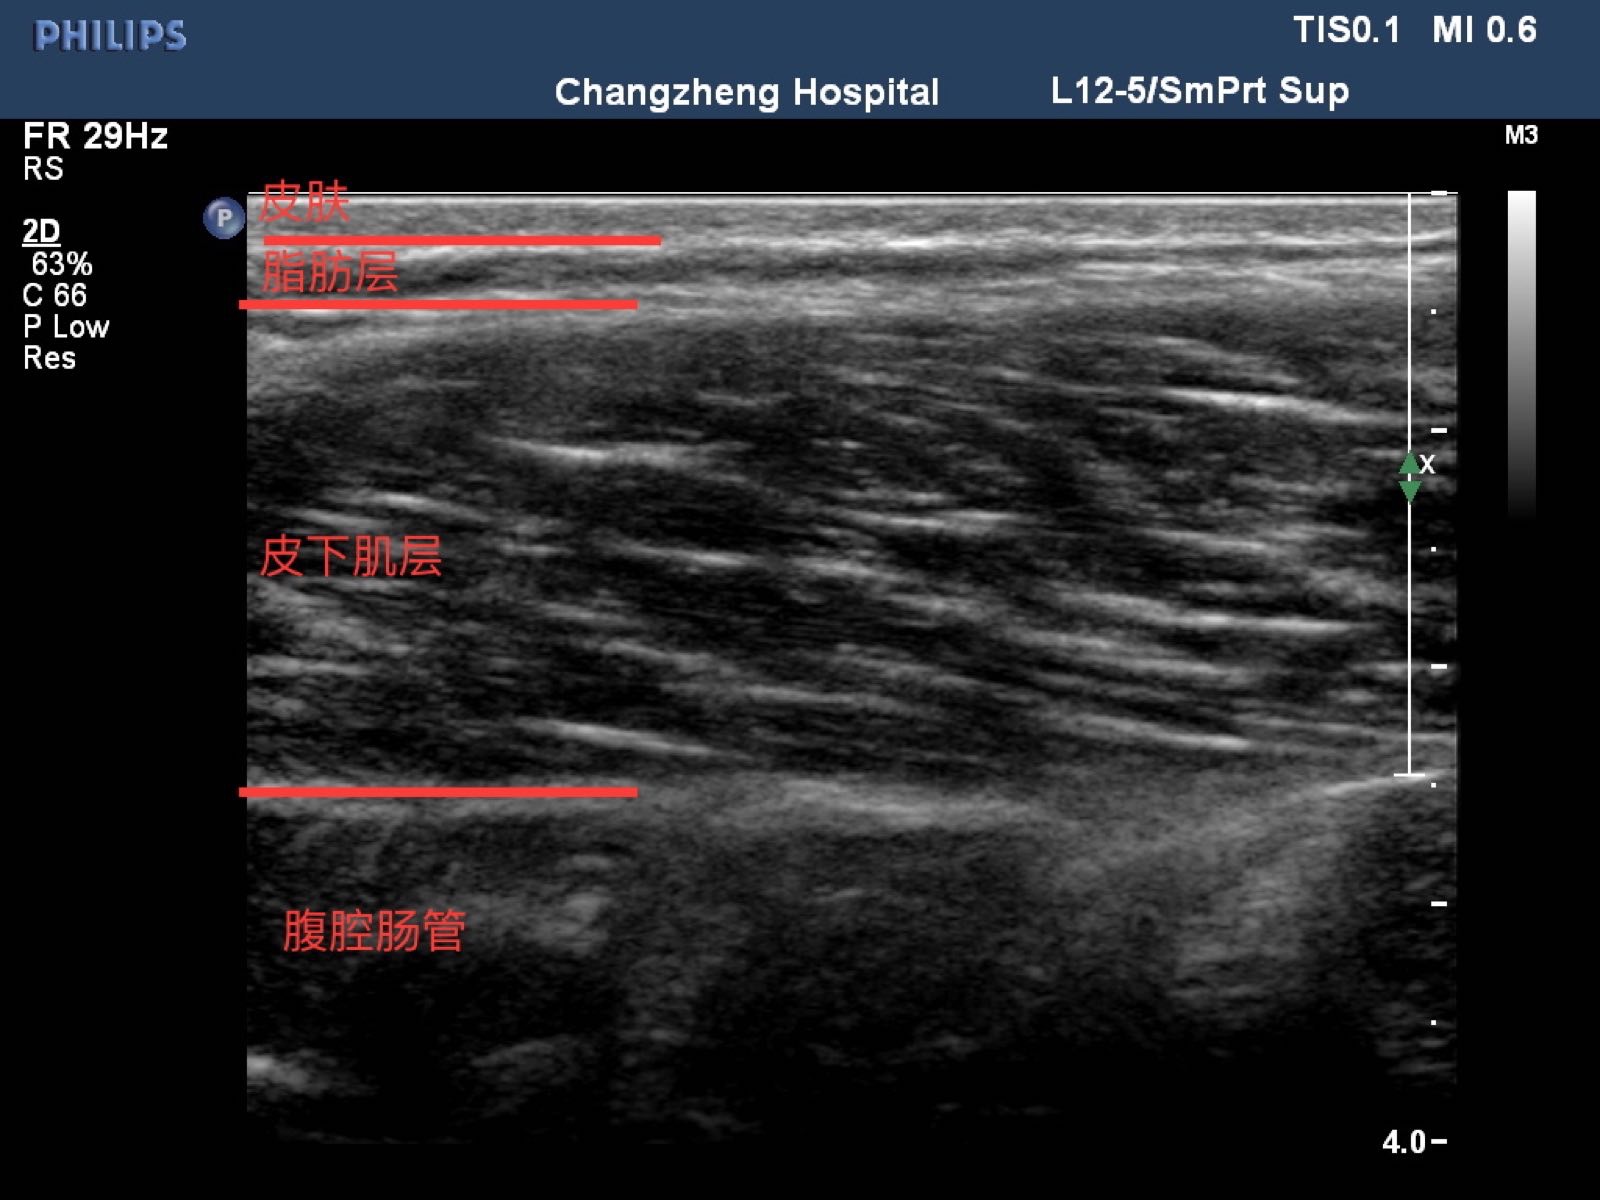 PHILIPS
TIS0.1 MI 0.6
Changzheng Hospital
L12-5/SmPrt Sup
FR 29Hz
RS
M3
P
2D
63%
C 66
P Low
Res
皮肤
脂肪层
X
皮下肌层
腹腔肠管
4.0